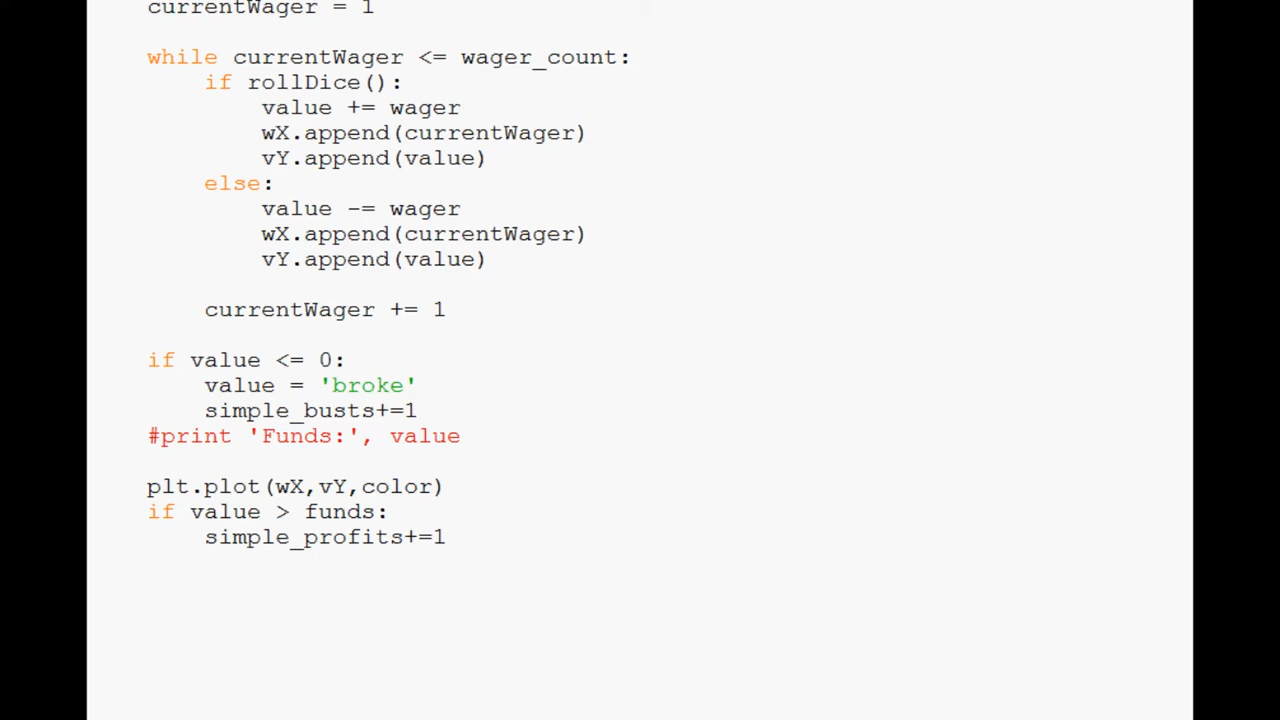 currentWager = 1
while currentWager <= wager_count:
if rollDice():
value += wager
wX.append(currentWager)
vY.append(value)
else:
value -= wager
wX.append(currentWager)
vY.append(value)
currentWager += 1
if value <= 0:
value = 'broke'
simple_busts+=1
#print 'Funds:', value
plt.plot(wX,vY,color)
if value > funds:
simple_profits+=1